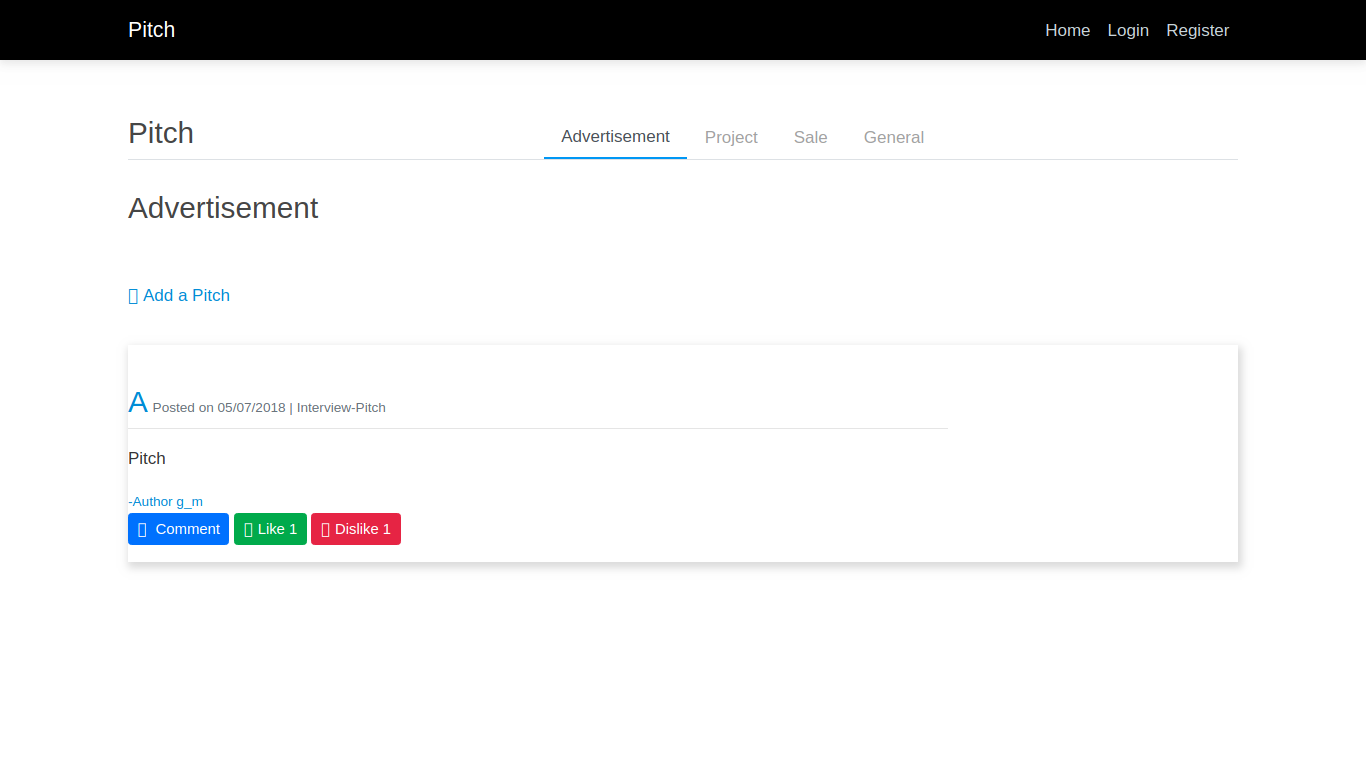 Pitch Home Login Register
Pitch Advertisement Project Sale General
Advertisement
Add a Pitch
A Posted on 05/07/2018 | Interview-Pitch
Pitch
-Author g_m
Comment Like 1 Dislike 1